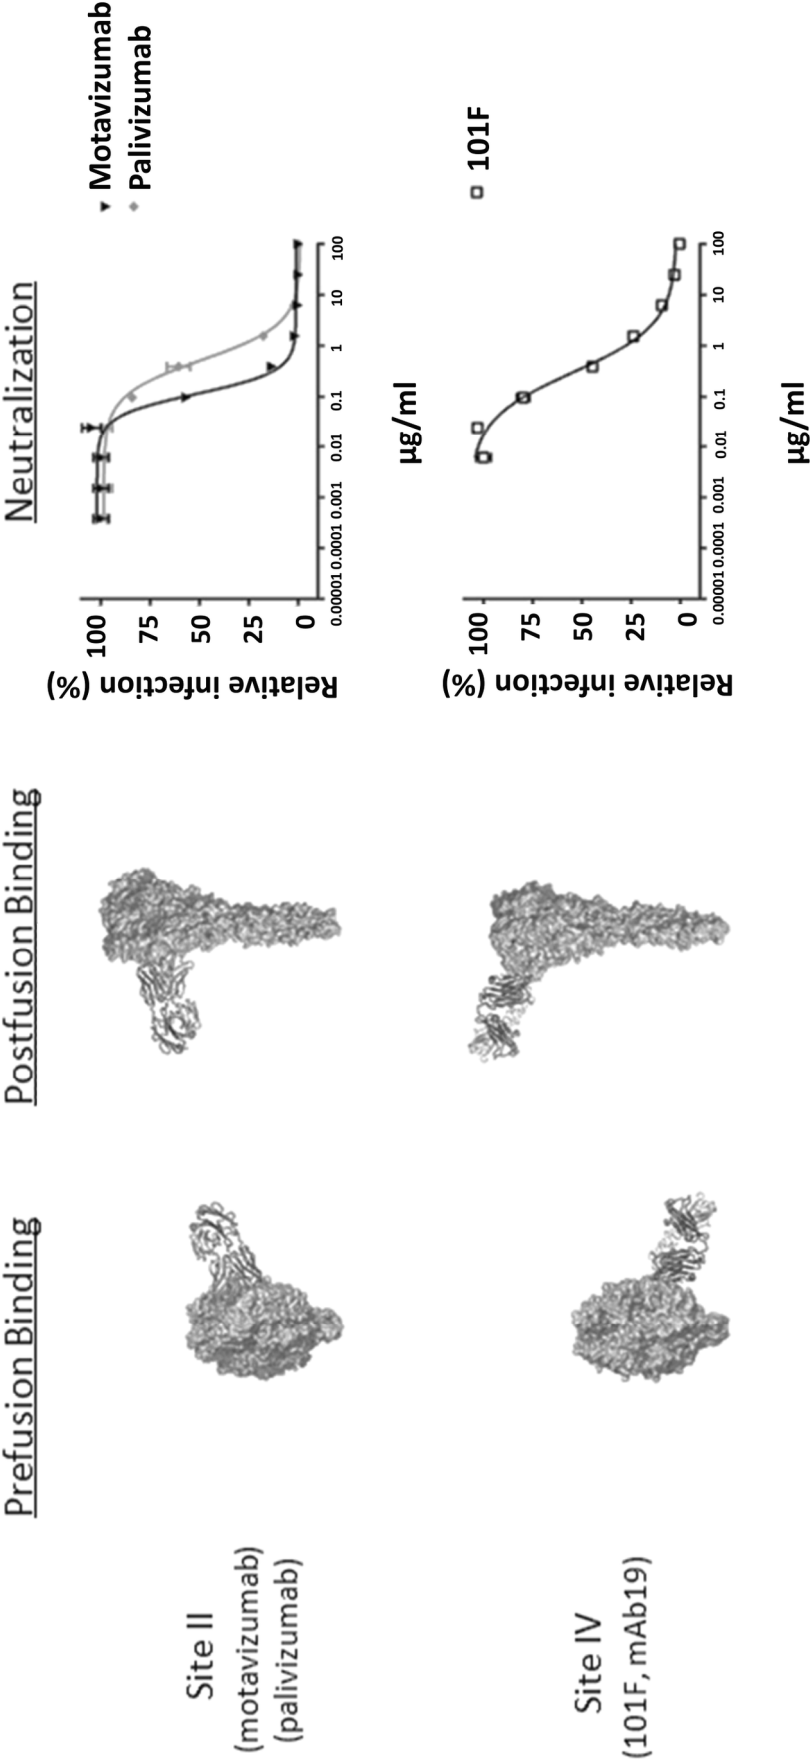 Prefusion Binding
Postfusion Binding
Neutralization
Site II
(motavizumab)
(palivizumab)
Relative infection (%)
100
75
50
25
0
0.00001 0.0001 0.001 0.01 0.1 1 10 100
µg/ml
Motavizumab
Palivizumab
Site IV
(101F, mAb19)
Relative infection (%)
100
75
50
25
0
0.00001 0.0001 0.001 0.01 0.1 1 10 100
µg/ml
101F